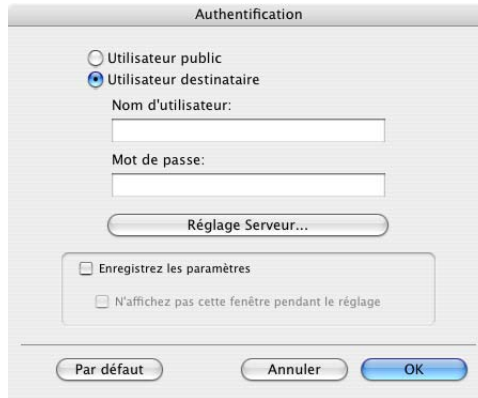 Authentification
Utilisateur public
Utilisateur destinataire
Nom d'utilisateur:
Mot de passe:
Réglage Serveur...
Enregistrez les paramètres
N'affichez pas cette fenêtre pendant le réglage
Par défaut
Annuler
OK